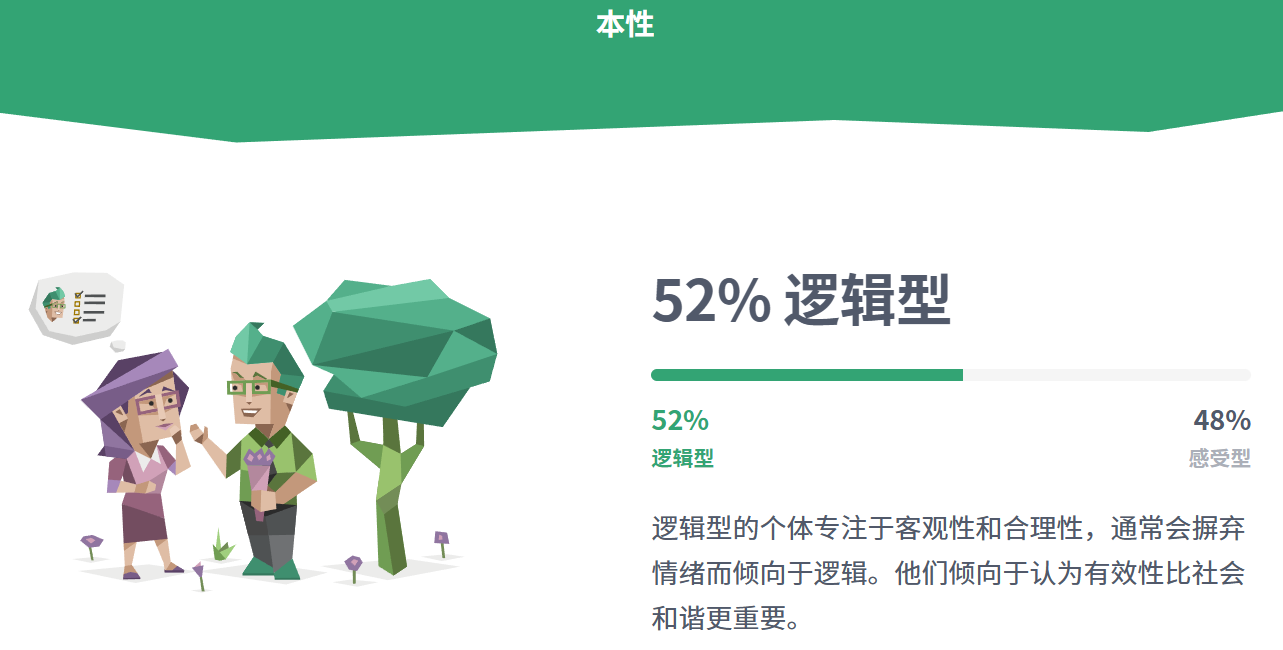 本性
52% 逻辑型
52%
48%
逻辑型
感受型
逻辑型的个体专注于客观性和合理性，通常会摒弃
情绪而倾向于逻辑。他们倾向于认为有效性比社会
和谐更重要。